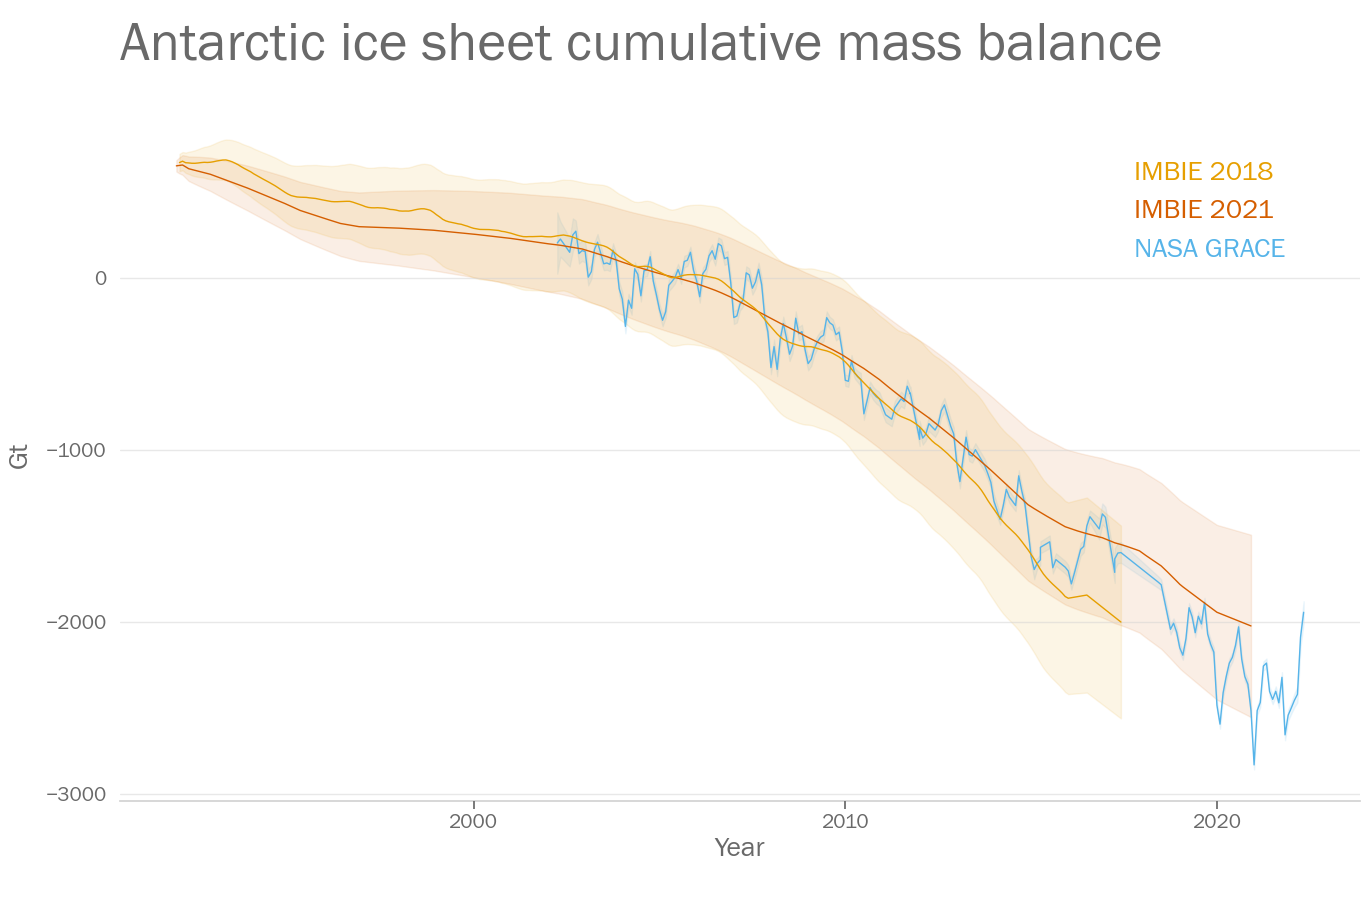 Antarctic ice sheet cumulative mass balance
IMBIE 2018
IMBIE 2021
NASA GRACE
0
−1000
−2000
−3000
Gt
2000 2010 2020
Year